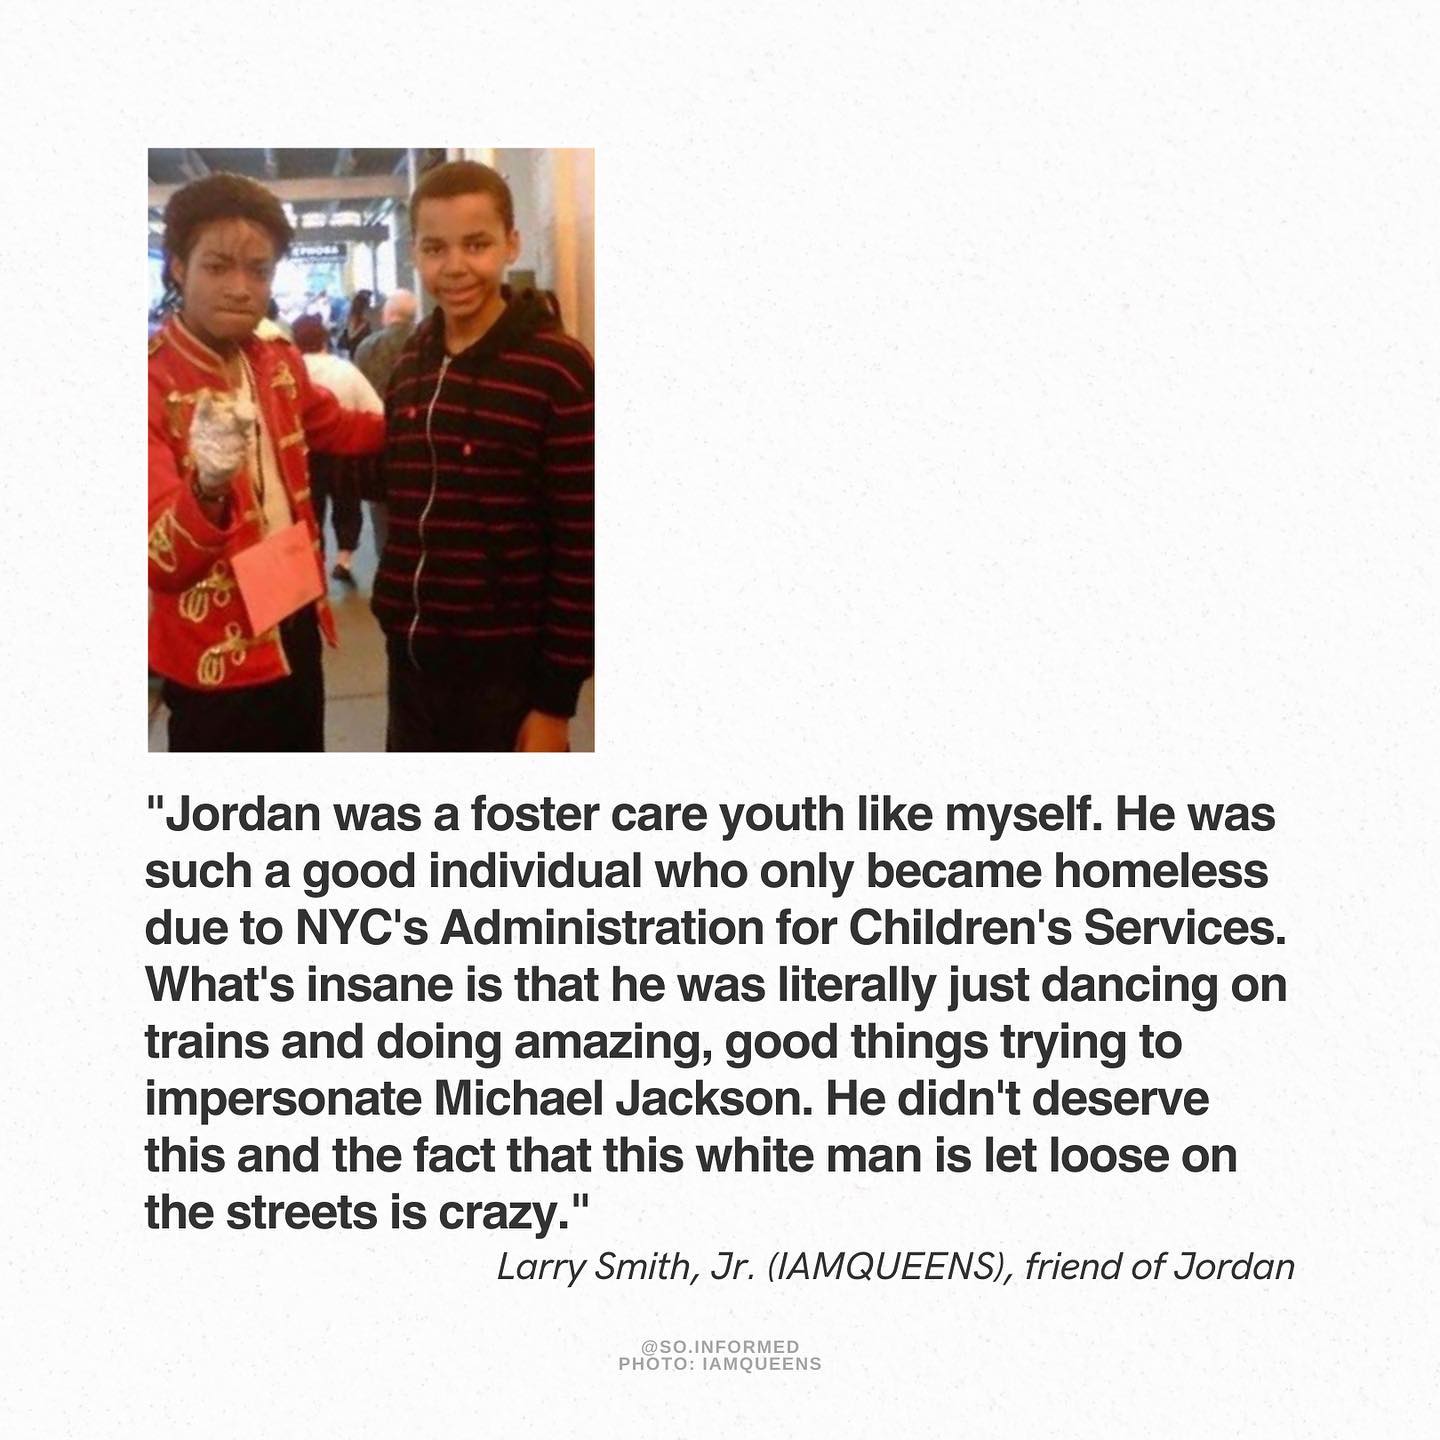 "Jordan was a foster care youth like myself. He was
such a good individual who only became homeless
due to NYC's Administration for Children's Services.
What's insane is that he was literally just dancing on
trains and doing amazing, good things trying to
impersonate Michael Jackson. He didn't deserve
this and the fact that this white man is let loose on
the streets is crazy."
Larry Smith, Jr. (IAMQUEENS), friend of Jordan
@SO.INFORMED
PHOTO: IAMQUEENS